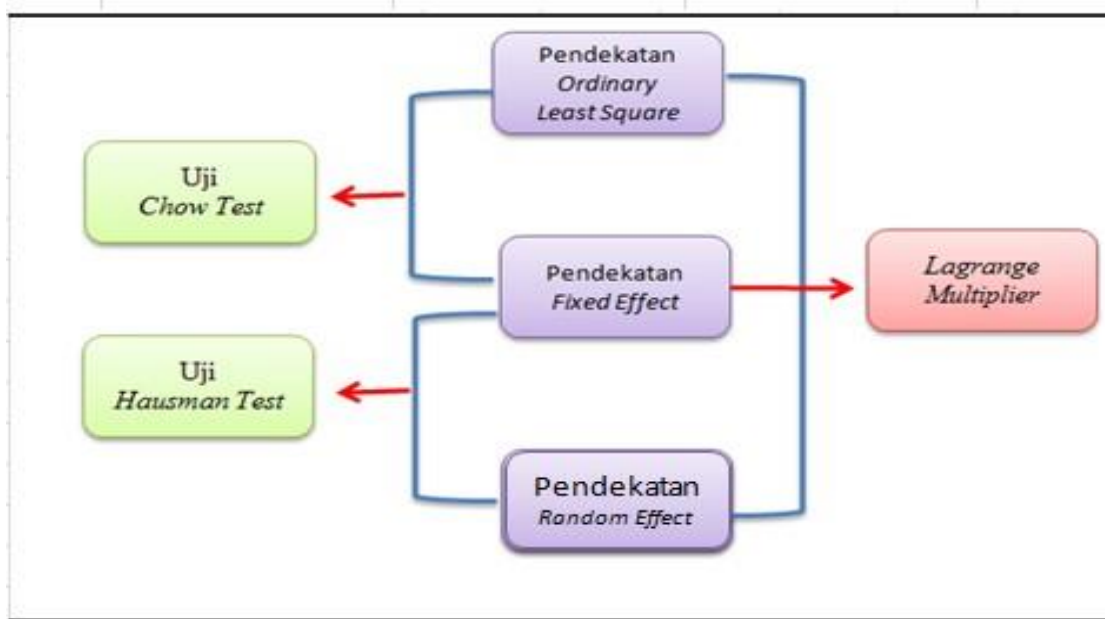 Pendekatan
Ordinary
Least Square
Uji
Chow Test
Pendekatan
Fixed Effect
Lagrange
Multiplier
Uji
Hausman Test
Pendekatan
Random Effect